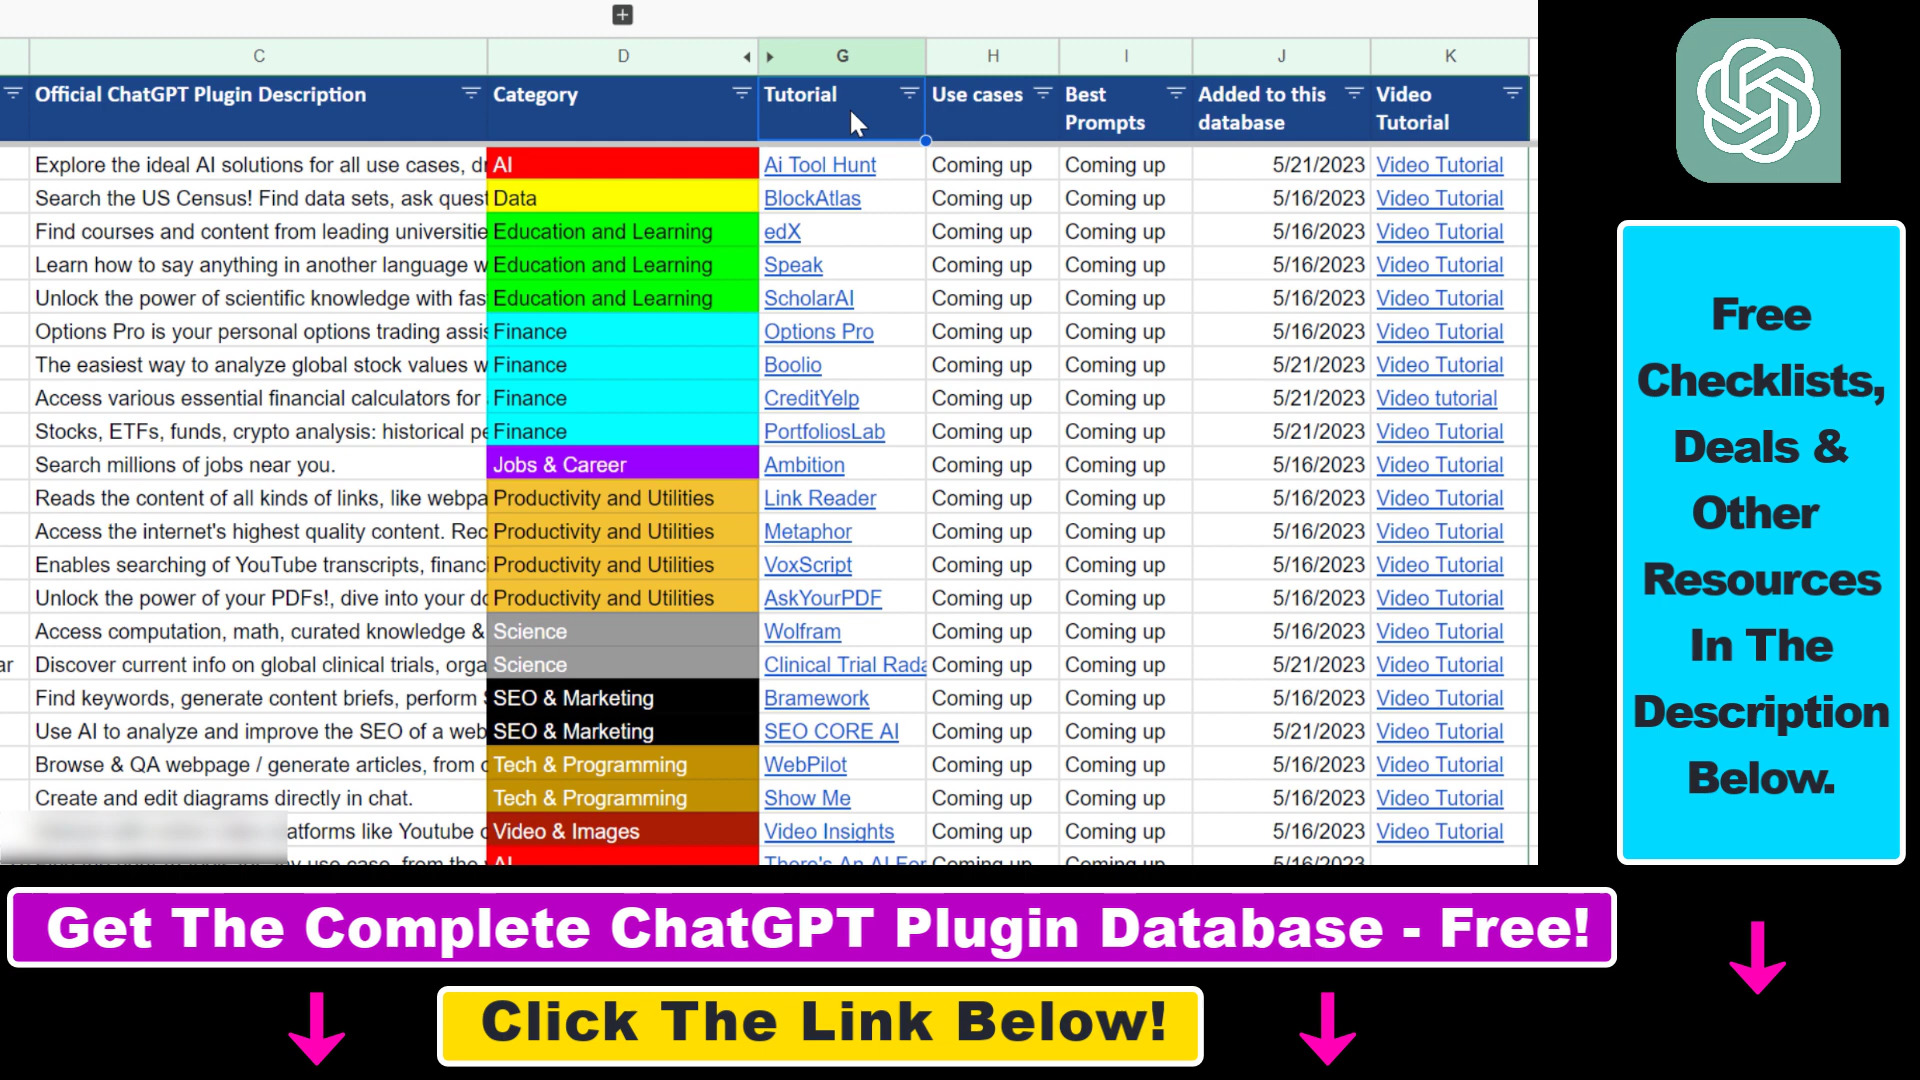 C D G H I J K
Official ChatGPT Plugin Description Category Tutorial Use cases Best Prompts Added to this database Video Tutorial
Explore the ideal AI solutions for all use cases, AI Ai Tool Hunt Coming up Coming up 5/21/2023 Video Tutorial
Search the US Census! Find data sets, ask Data BlockAtlas Coming up Coming up 5/16/2023 Video Tutorial
Find courses and content from leading Education and Learning edX Coming up Coming up 5/16/2023 Video Tutorial
Learn how to say anything in another language Education and Learning Speak Coming up Coming up 5/16/2023 Video Tutorial
Unlock the power of scientific knowledge with Education and Learning ScholarAI Coming up Coming up 5/16/2023 Video Tutorial
Options Pro is your personal options trading Finance Options Pro Coming up Coming up 5/16/2023 Video Tutorial
The easiest way to analyze global stock values Finance Boolio Coming up Coming up 5/21/2023 Video Tutorial
Access various essential financial calculators for Finance CreditYelp Coming up Coming up 5/21/2023 Video tutorial
Stocks, ETFs, funds, crypto analysis: historical Finance PortfoliosLab Coming up Coming up 5/21/2023 Video Tutorial
Search millions of jobs near you. Jobs & Career Ambition Coming up Coming up 5/16/2023 Video Tutorial
Reads the content of all kinds of links, like Productivity and Utilities Link Reader Coming up Coming up 5/16/2023 Video Tutorial
Access the internet's highest quality content. Productivity and Utilities Metaphor Coming up Coming up 5/16/2023 Video Tutorial
Enables searching of YouTube transcripts, Productivity and Utilities VoxScript Coming up Coming up 5/16/2023 Video Tutorial
Unlock the power of your PDFs!, dive into your Productivity and Utilities AskYourPDF Coming up Coming up 5/16/2023 Video Tutorial
Access computation, math, curated knowledge & Science Wolfram Coming up Coming up 5/16/2023 Video Tutorial
ar Discover current info on global clinical trials, Science Clinical Trial Coming up Coming up 5/21/2023 Video Tutorial
Find keywords, generate content briefs, perform SEO & Marketing Bramework Coming up Coming up 5/16/2023 Video Tutorial
Use AI to analyze and improve the SEO of a SEO & Marketing SEO CORE AI Coming up Coming up 5/21/2023 Video Tutorial
Browse & QA webpage / generate articles, from Tech & Programming WebPilot Coming up Coming up 5/16/2023 Video Tutorial
Create and edit diagrams directly in chat. Tech & Programming Show Me Coming up Coming up 5/16/2023 Video Tutorial
atforms like Youtube Video & Images Video Insights Coming up Coming up 5/16/2023 Video Tutorial
use case, from the AI There's An AI For Coming up Coming up 5/16/2023
Free
Checklists,
Deals &
Other
Resources
In The
Description
Below.
Get The Complete ChatGPT Plugin Database - Free!
Click The Link Below!